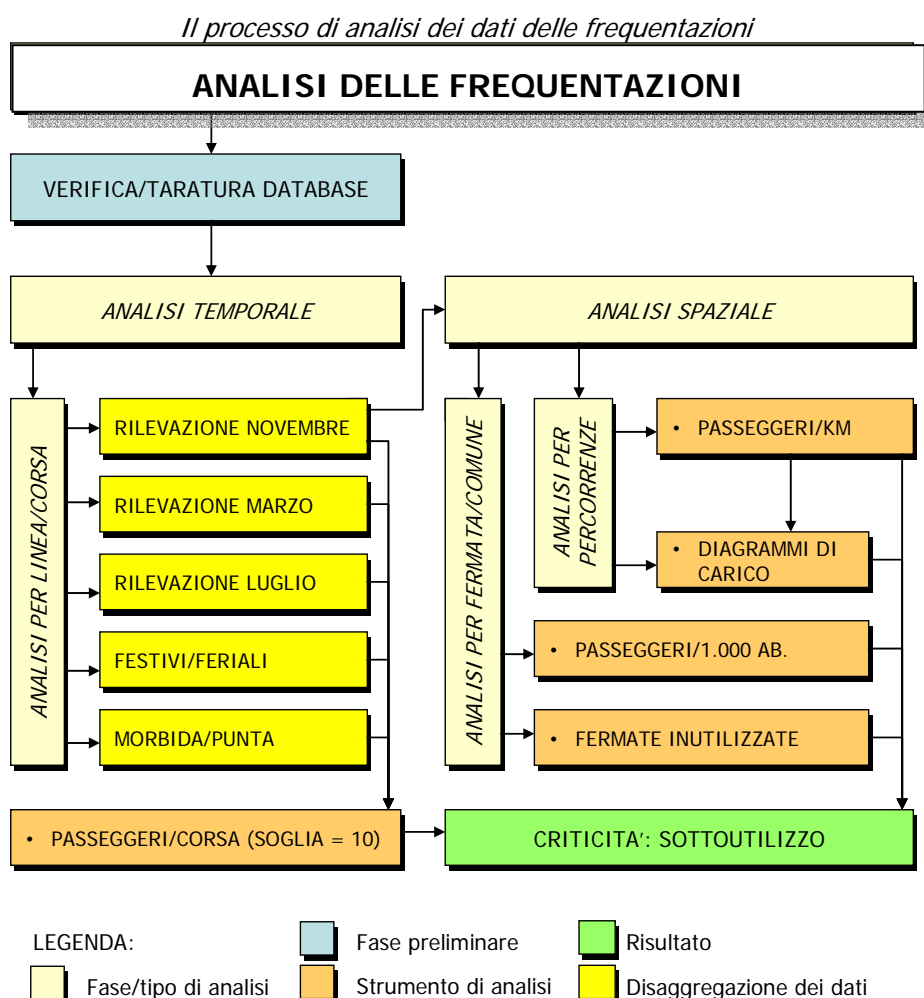 Il processo di analisi dei dati delle frequentazioni
ANALISI DELLE FREQUENTAZIONI
VERIFICA/TARATURA DATABASE
ANALISI TEMPORALE
ANALISI SPAZIALE
ANALISI PER LINEA/CORSA
RILEVAZIONE NOVEMBRE
RILEVAZIONE MARZO
RILEVAZIONE LUGLIO
FESTIVI/FERIALI
MORBIDA/PUNTA
ANALISI PER FERMATA/COMUNE
ANALISI PER
PERCORRENZE
• PASSEGGERI/KM
• DIAGRAMMI DI
CARICO
• PASSEGGERI/1.000 AB.
• FERMATE INUTILIZZATE
• PASSEGGERI/CORSA (SOGLIA = 10)
CRITICITA': SOTTOUTILIZZO
LEGENDA:
Fase preliminare
Risultato
Fase/tipo di analisi
Strumento di analisi
Disaggregazione dei dati